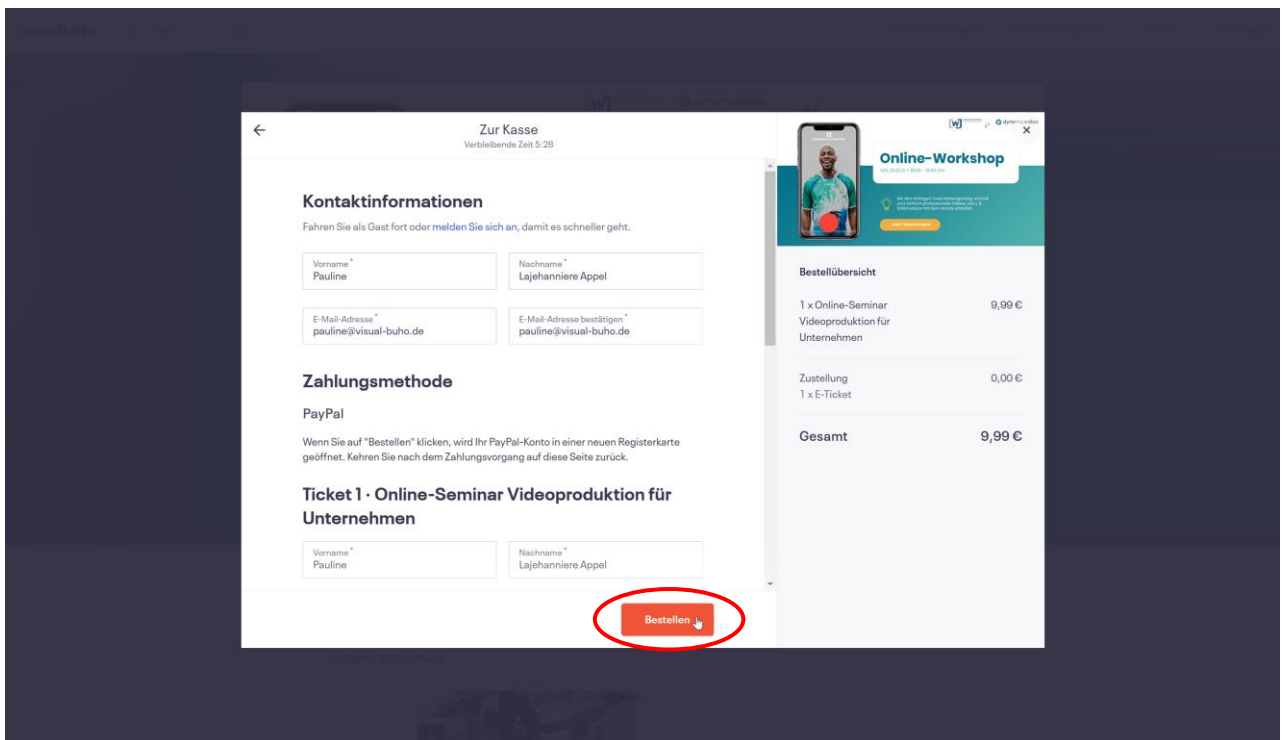 eventbrite
Zur Kasse
Verbleibende Zeit 5:28
Kontaktinformationen
Fahren Sie als Gast fort oder melden Sie sich an, damit es schneller geht.
Vorname * Nachname *
Pauline Lajehanniere Appel
E-Mail-Adresse * E-Mail-Adresse bestätigen *
pauline@visual-buho.de pauline@visual-buho.de
Zahlungsmethode
PayPal
Wenn Sie auf "Bestellen" klicken, wird Ihr PayPal-Konto in einer neuen Registerkarte
geöffnet. Kehren Sie nach dem Zahlungsvorgang auf diese Seite zurück.
Ticket 1 · Online-Seminar Videoproduktion für
Unternehmen
Vorname * Nachname *
Pauline Lajehanniere Appel
Bestellen
[W]
Online-Workshop
Bestellübersicht
1 x Online-Seminar 9,99 €
Videoproduktion für
Unternehmen
Zustellung 0,00 €
1 x E-Ticket
Gesamt 9,99 €